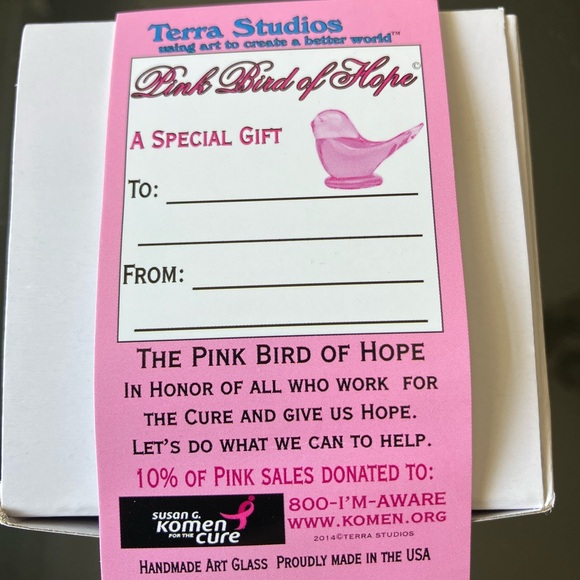 Terra Studios
using art to create a better world™
Pink Bird of Hope©
A SPECIAL GIFT
TO:
FROM:
THE PINK BIRD OF HOPE
IN HONOR OF ALL WHO WORK FOR
THE CURE AND GIVE US HOPE.
LET'S DO WHAT WE CAN TO HELP.
10% OF PINK SALES DONATED TO:
susan G.
komen
FOR THE
cure
800-I'M-AWARE
WWW.KOMEN.ORG
2014©TERRA STUDIOS
HANDMADE ART GLASS PROUDLY MADE IN THE USA